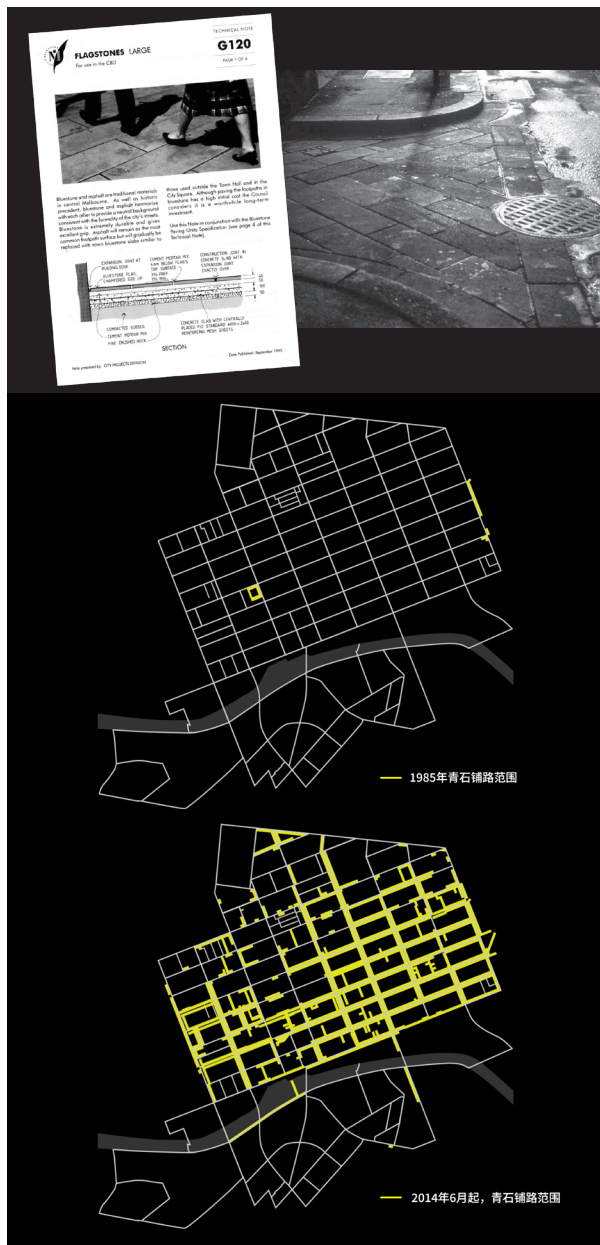 FLAGSTONES LARGE
For use in the CBD
TECHNICAL NOTE
G120
PAGE 1 OF 4
Bluestone and asphalt are traditional materials
in central Melbourne. As well as historic
precedent, bluestone and asphalt harmonise
with each other to provide a neutral background
consistent with the formality of the city's streets.
Bluestone is extremely durable and gives
excellent grip. Asphalt will remain as the most
common footpath surface but will gradually be
replaced with sawn bluestone slabs similar to
those used outside the Town Hall and in the
City Square. Although paving the footpaths in
bluestone has a high initial cost the Council
considers it is a worthwhile long-term
investment.
Use this Note in conjunction with the Bluestone
Paving Units Specification (see page 4 of this
Technical Note).
EXPANSION JOINT AT
BUILDING EDGE
BLUESTONE FLAG,
CHAMFERED SIDE UP
CEMENT MORTAR MIX
TOP SURFACE
CONSTRUCTION JOINT IN
CONCRETE SLAB WITH
EXPANSION JOINT
EXACTLY OVER
COMPACTED SUBSOIL
CEMENT MORTAR MIX
FINE CRUSHED ROCK
CONCRETE SLAB WITH CENTRALLY
PLACED F52 STANDARD 6000 x 2400
REINFORCING MESH SHEETS
SECTION
Note prepared by: CITY PROJECTS DIVISION
Date Published: September 1995
1985年青石铺路范围
2014年6月起，青石铺路范围